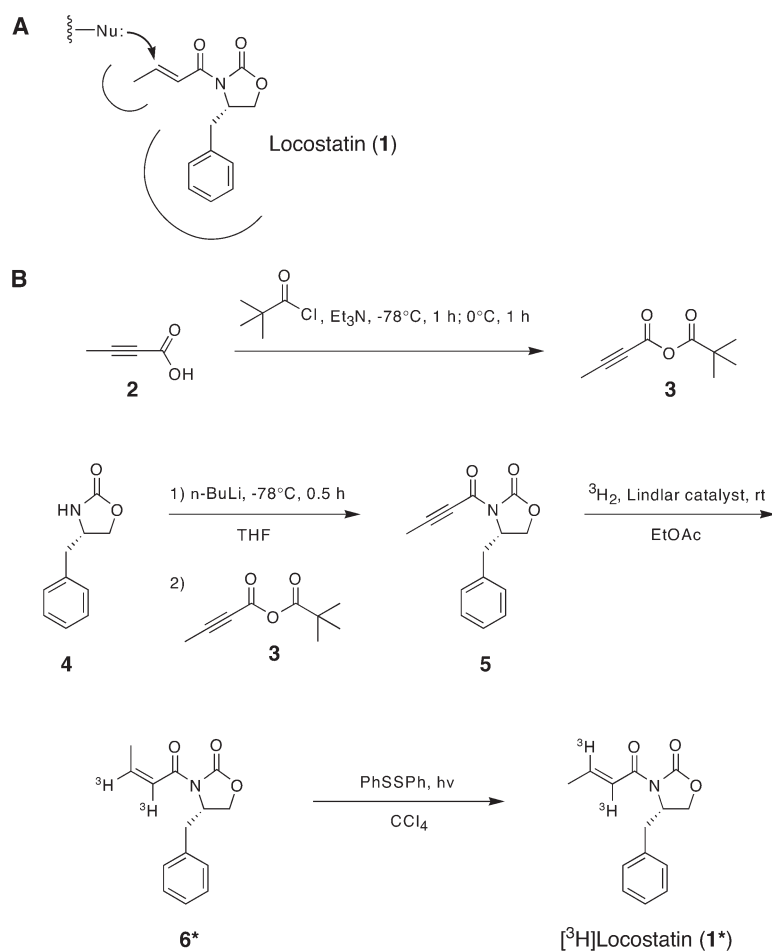 A
Nu:
O
O
N
O
Locostatin (1)
B
O
Cl, Et3N, -78°C, 1 h; 0°C, 1 h
O
OH
2
O
O
O
3
O
HN
O
4
1) n-BuLi, -78°C, 0.5 h
THF
2)
O
O
O
3
O
O
N
O
5
3H2, Lindlar catalyst, rt
EtOAc
O
O
3H
N
O
3H
6*
PhSSPh, hν
CCl4
3H
O
O
N
O
3H
[3H]Locostatin (1*)